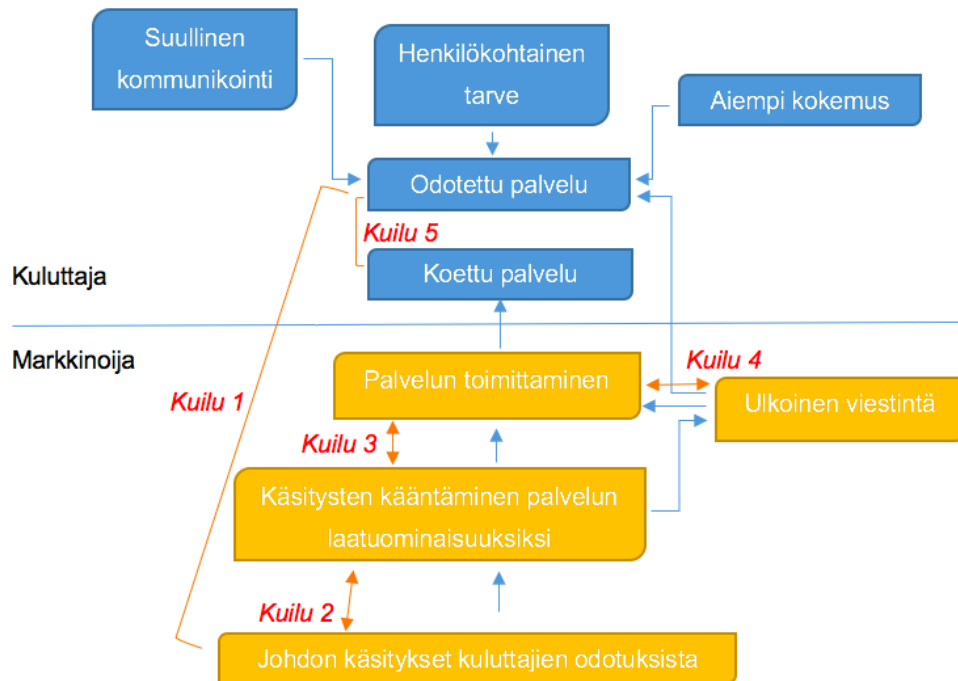 Suullinen
kommunikointi
Henkilökohtainen
tarve
Aiempi kokemus
Odotettu palvelu
Kuilu 5
Koettu palvelu
Kuluttaja
Markkinoija
Kuilu 4
Palvelun toimittaminen
Ulkoinen viestintä
Kuilu 1
Kuilu 3
Käsitysten kääntäminen palvelun
laatuominaisuuksiksi
Kuilu 2
Johdon käsitykset kuluttajien odotuksista